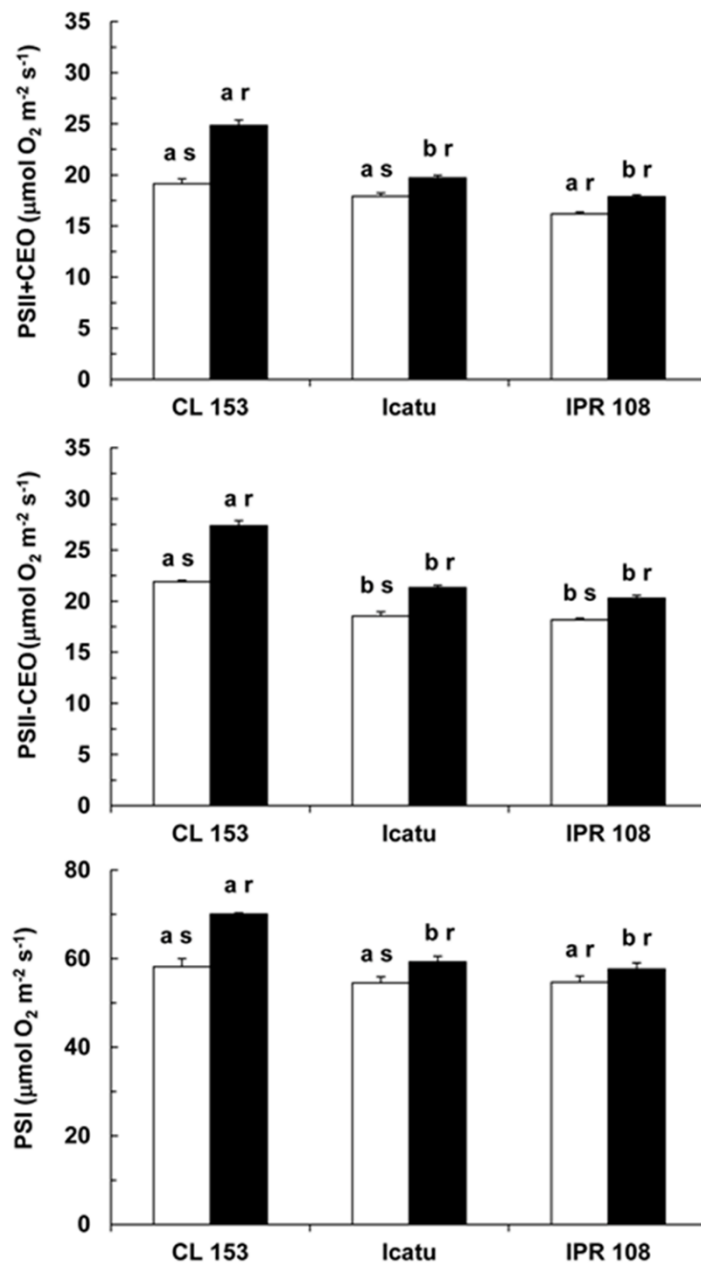 35
30
25
20
15
10
5
0
PSII+CEO (μmol O₂ m⁻² s⁻¹)
a s
a r
a s
b r
a r
b r
CL 153
Icatu
IPR 108
35
30
25
20
15
10
5
0
PSII-CEO (μmol O₂ m⁻² s⁻¹)
a s
a r
b s
b r
b s
b r
CL 153
Icatu
IPR 108
80
60
40
20
0
PSI (μmol O₂ m⁻² s⁻¹)
a s
a r
a s
b r
a r
b r
CL 153
Icatu
IPR 108